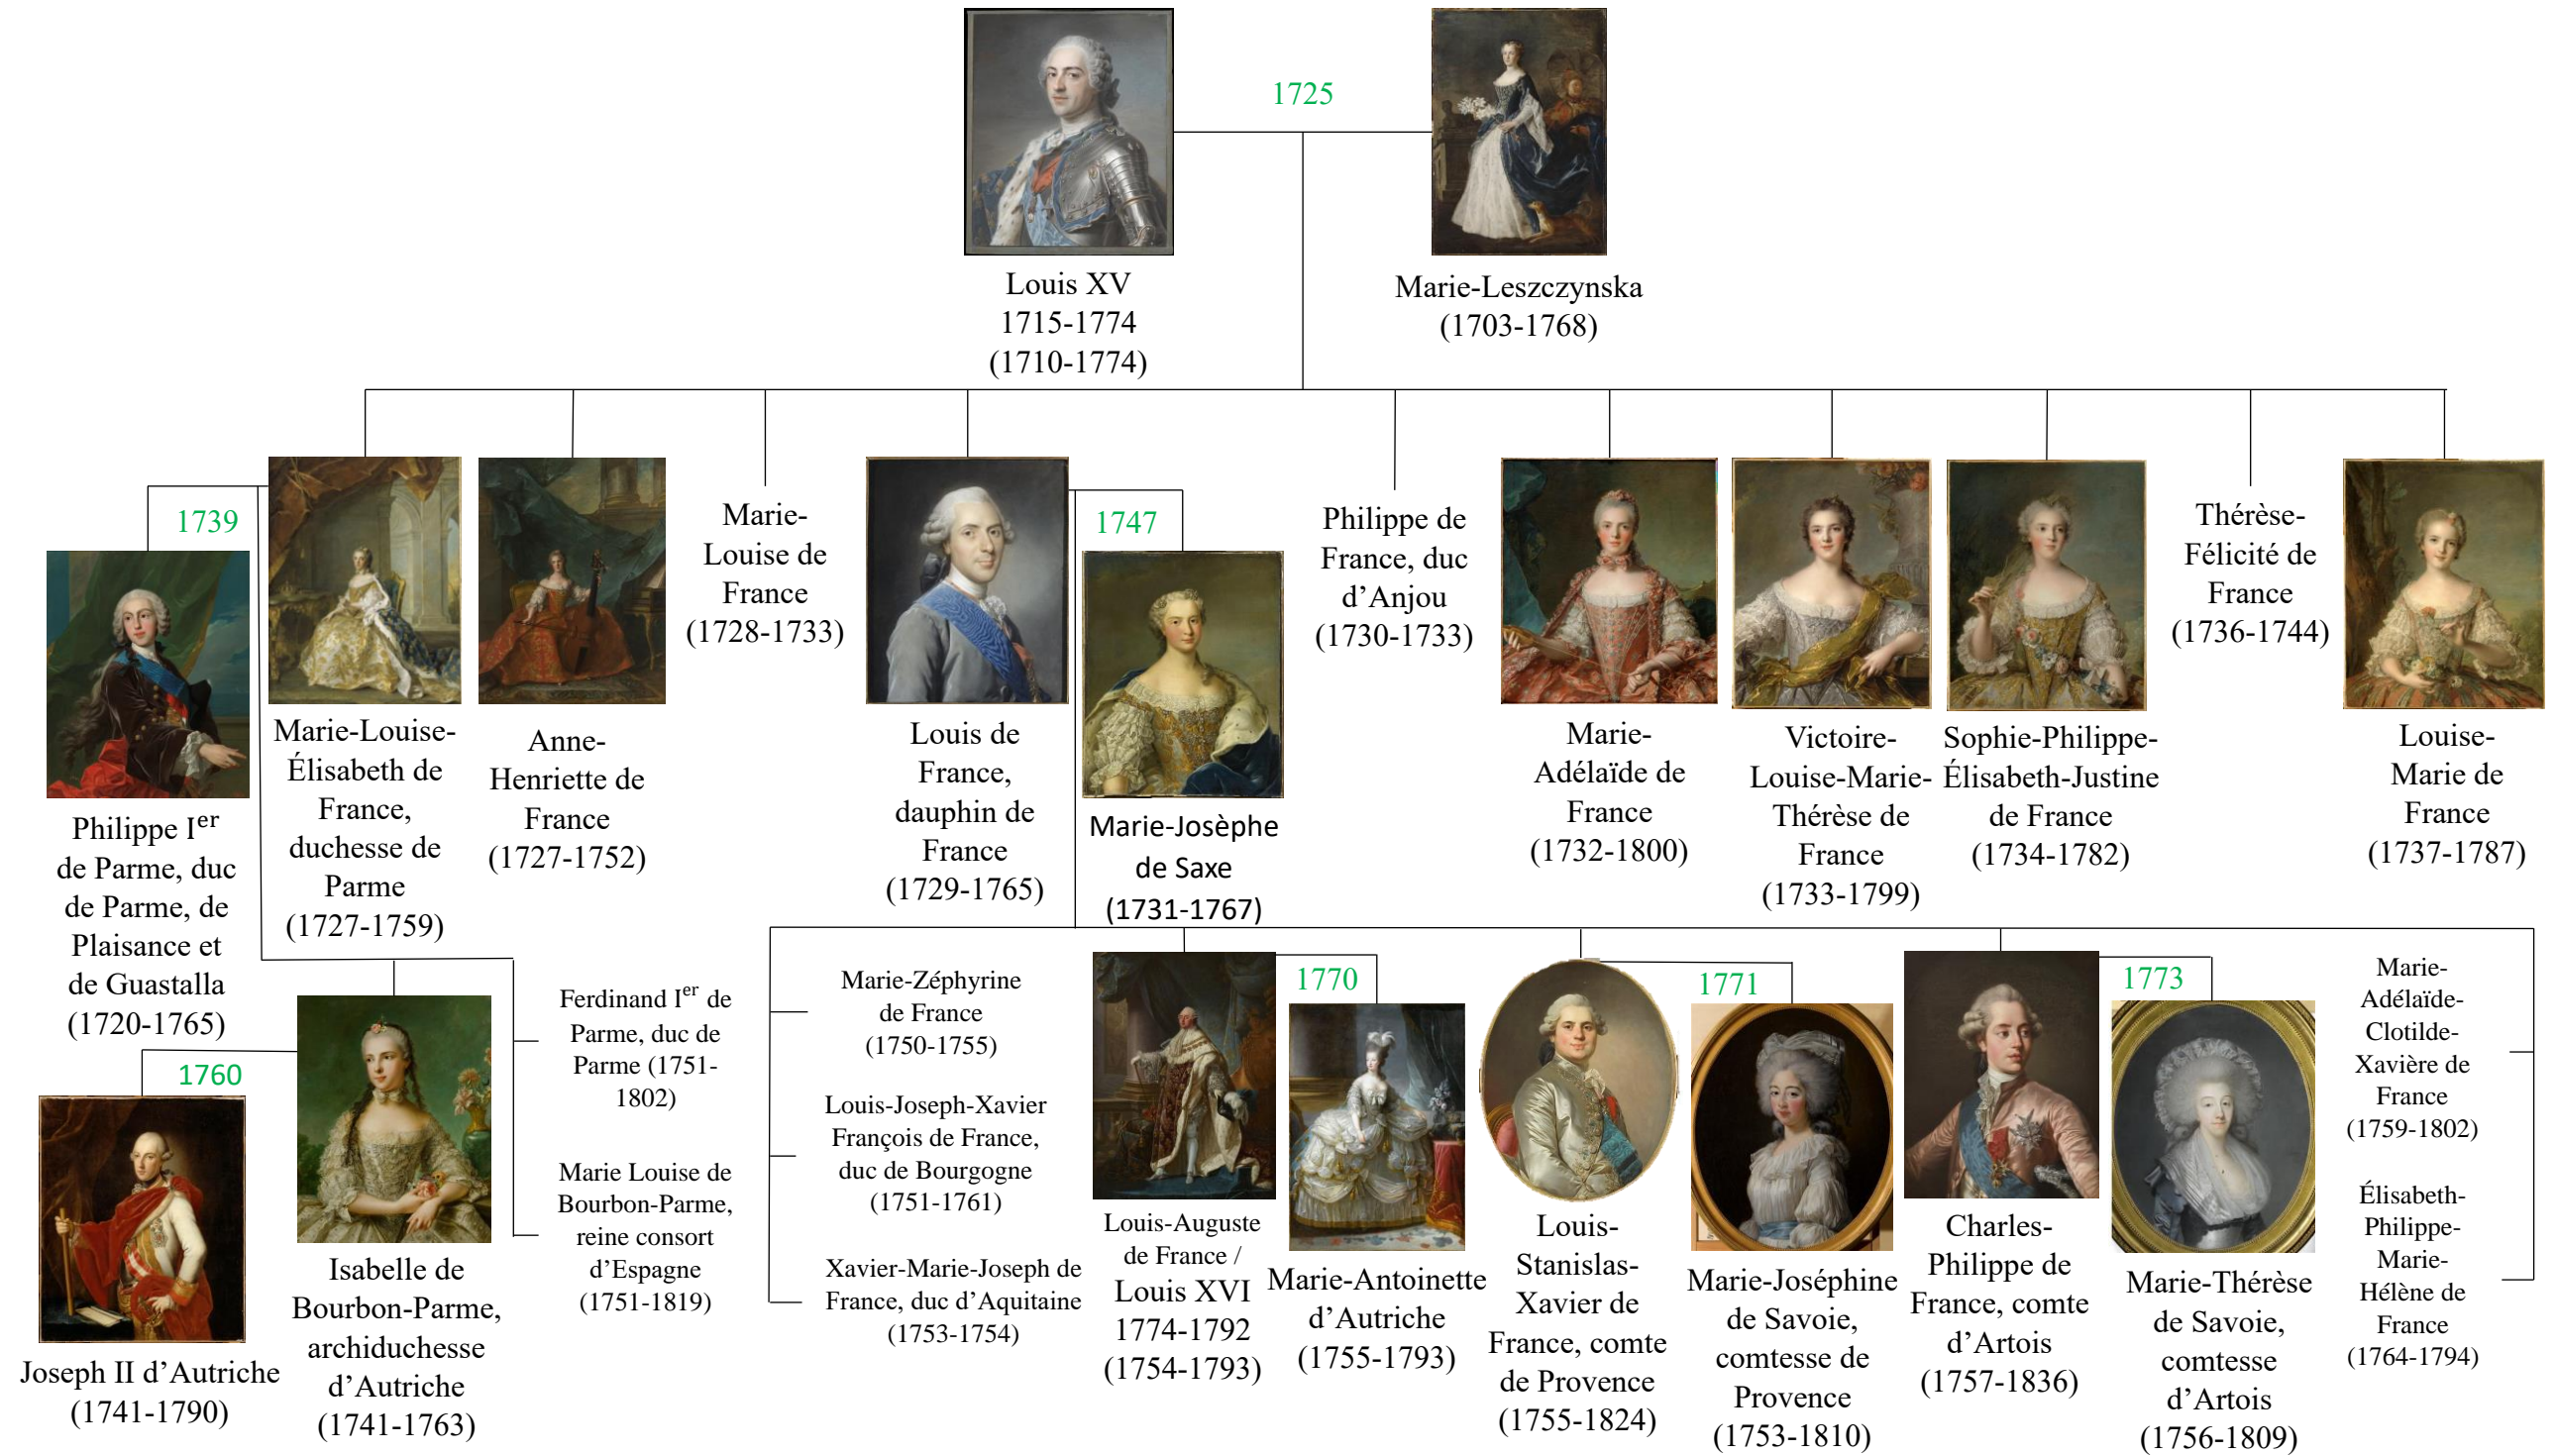 1725
Louis XV
1715-1774
(1710-1774)
Marie-Leszczynska
(1703-1768)
1739
Philippe Iᵉʳ
de Parme, duc
de Parme, de
Plaisance et
de Guastalla
(1720-1765)
Marie-Louise-
Élisabeth de
France,
duchesse de
Parme
(1727-1759)
Anne-
Henriette de
France
(1727-1752)
Marie-
Louise de
France
(1728-1733)
Louis de
France,
dauphin de
France
(1729-1765)
1747
Marie-Josèphe
de Saxe
(1731-1767)
Philippe de
France, duc
d’Anjou
(1730-1733)
Marie-
Adélaïde de
France
(1732-1800)
Victoire-
Louise-Marie-
Thérèse de
France
(1733-1799)
Sophie-Philippe-
Élisabeth-Justine
de France
(1734-1782)
Thérèse-
Félicité de
France
(1736-1744)
Louise-
Marie de
France
(1737-1787)
1760
Joseph II d’Autriche
(1741-1790)
Isabelle de
Bourbon-Parme,
archiduchesse
d’Autriche
(1741-1763)
Ferdinand Iᵉʳ de
Parme, duc de
Parme (1751-
1802)
Marie Louise de
Bourbon-Parme,
reine consort
d’Espagne
(1751-1819)
Marie-Zéphyrine
de France
(1750-1755)
Louis-Joseph-Xavier
François de France,
duc de Bourgogne
(1751-1761)
Xavier-Marie-Joseph de
France, duc d’Aquitaine
(1753-1754)
Louis-Auguste
de France /
Louis XVI
1774-1792
(1754-1793)
1770
Marie-Antoinette
d’Autriche
(1755-1793)
Louis-
Stanislas-
Xavier de
France, comte
de Provence
(1755-1824)
1771
Marie-Joséphine
de Savoie,
comtesse de
Provence
(1753-1810)
Charles-
Philippe de
France, comte
d’Artois
(1757-1836)
1773
Marie-Thérèse
de Savoie,
comtesse
d’Artois
(1756-1809)
Marie-
Adélaïde-
Clotilde-
Xavière de
France
(1759-1802)
Élisabeth-
Philippe-
Marie-
Hélène de
France
(1764-1794)